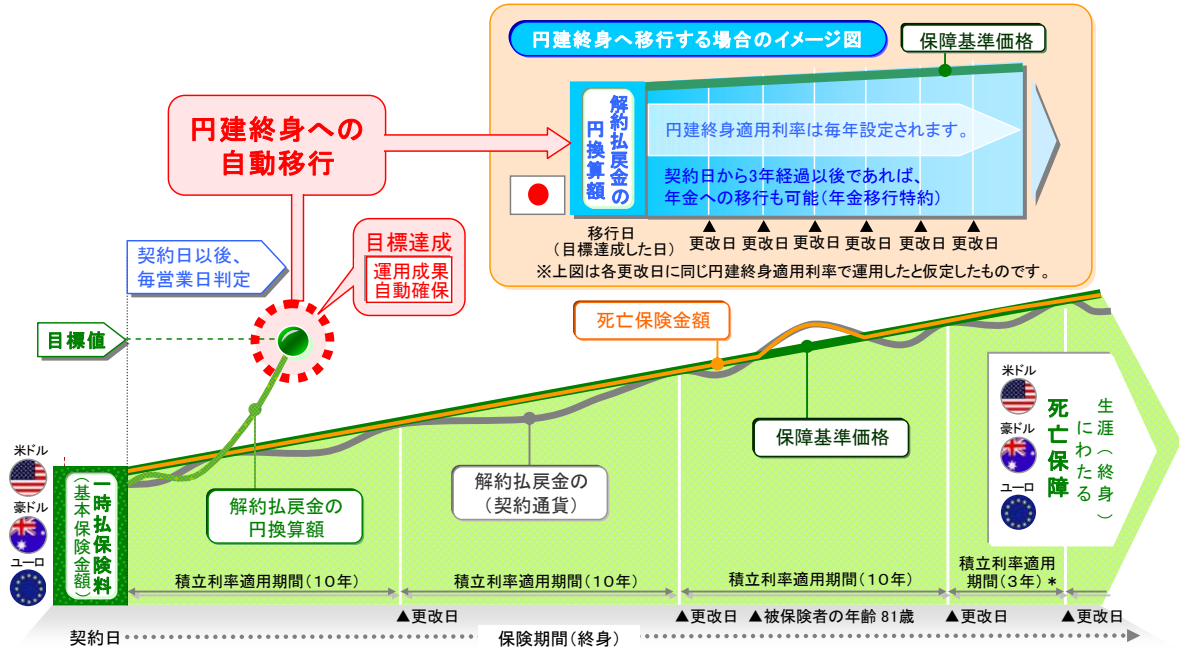 円建終身へ移行する場合のイメージ図
保障基準価格
円建終身への
自動移行
解約払戻金の
円換算額
円建終身適用利率は毎年設定されます。
契約日から3年経過以後であれば、
年金への移行も可能（年金移行特約）
移行日
（目標達成した日）
▲
更改日
▲
更改日
▲
更改日
▲
更改日
▲
更改日
▲
更改日
※上図は各更改日に同じ円建終身適用利率で運用したと仮定したものです。
契約日以後、
毎営業日判定
目標達成
運用成果
自動確保
目標値
死亡保険金額
保障基準価格
解約払戻金の
（契約通貨）
解約払戻金の
円換算額
米ドル
豪ドル
ユーロ
一時払保険料
（基本保険金額）
米ドル
豪ドル
ユーロ
生涯（終身）
にわたる
死亡保障
積立利率適用期間（10年）
積立利率適用期間（10年）
積立利率適用期間（10年）
積立利率適用
期間（3年）＊
▲更改日
▲更改日
▲被保険者の年齢 81歳
▲更改日
▲更改日
契約日
保険期間（終身）